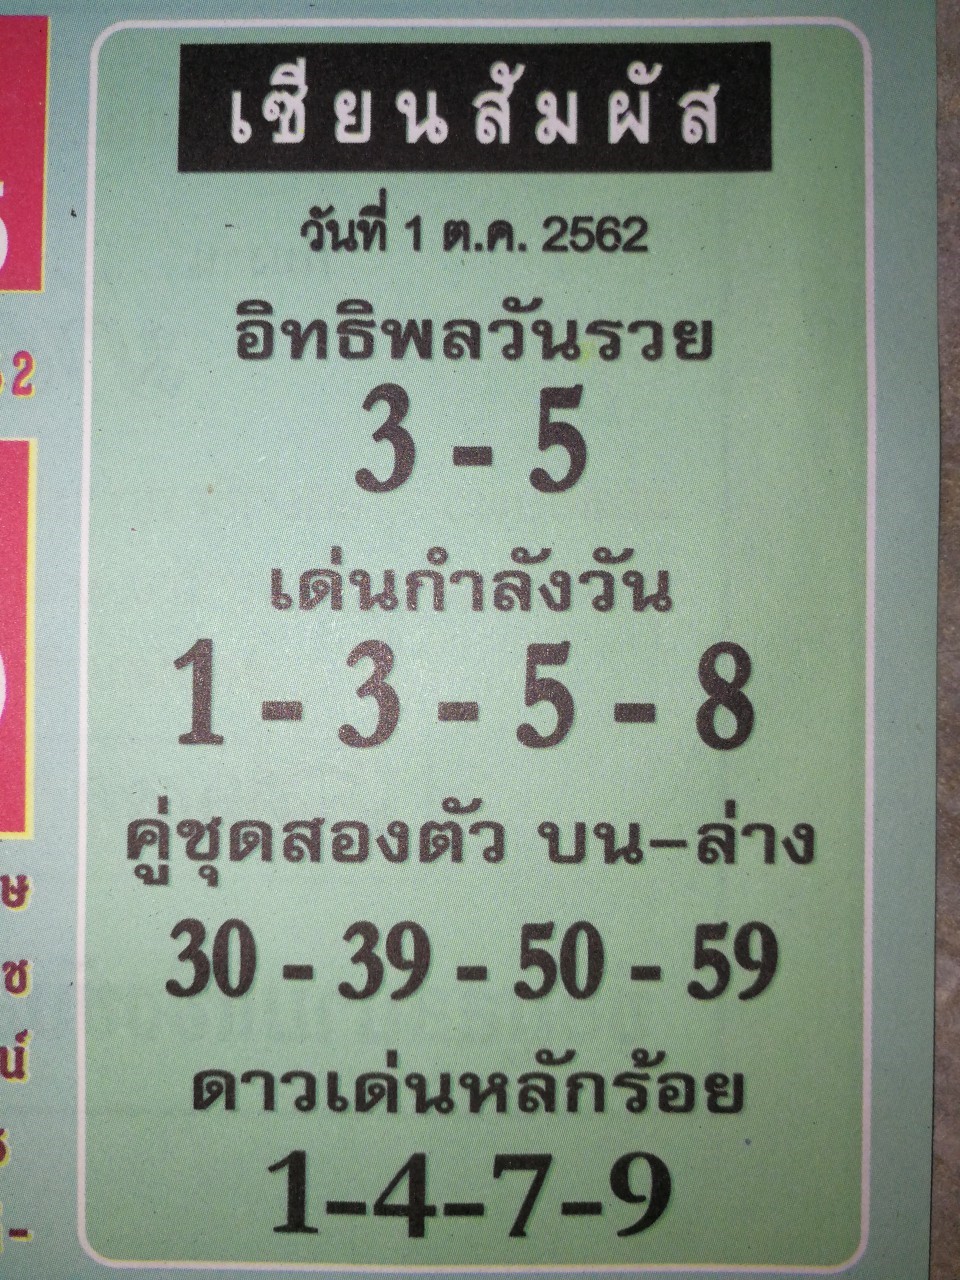 เซียนสัมผัส
วันที่ 1 ต.ค. 2562
อิทธิพลวันรวย
3 - 5
เด่นกำลังวัน
1 - 3 - 5 - 8
คู่ชุดสองตัว บน-ล่าง
30 - 39 - 50 - 59
ดาวเด่นหลักร้อย
1-4-7-9